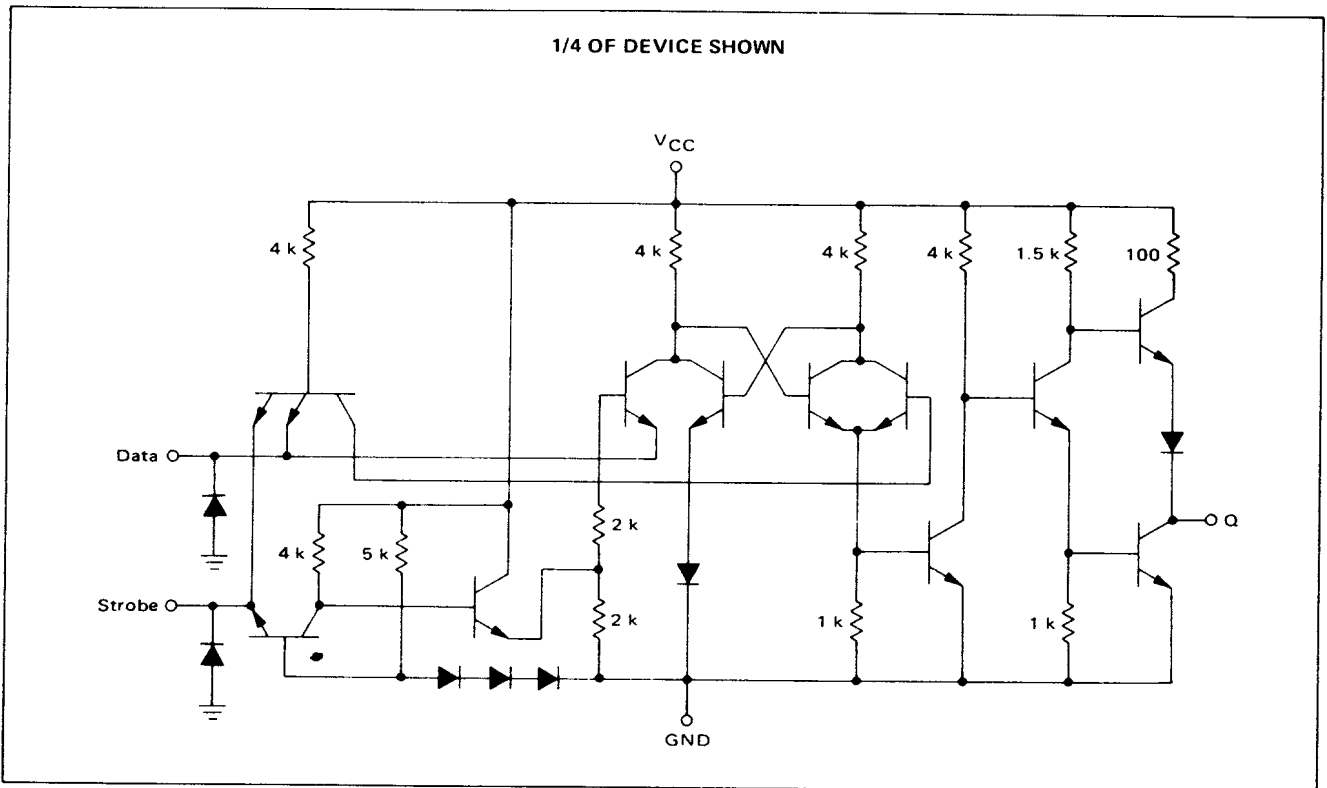 1/4 OF DEVICE SHOWN
VCC
4 k
4 k
4 k
4 k
1.5 k
100
Data
2 k
4 k
5 k
Q
Strobe
2 k
1 k
1 k
GND